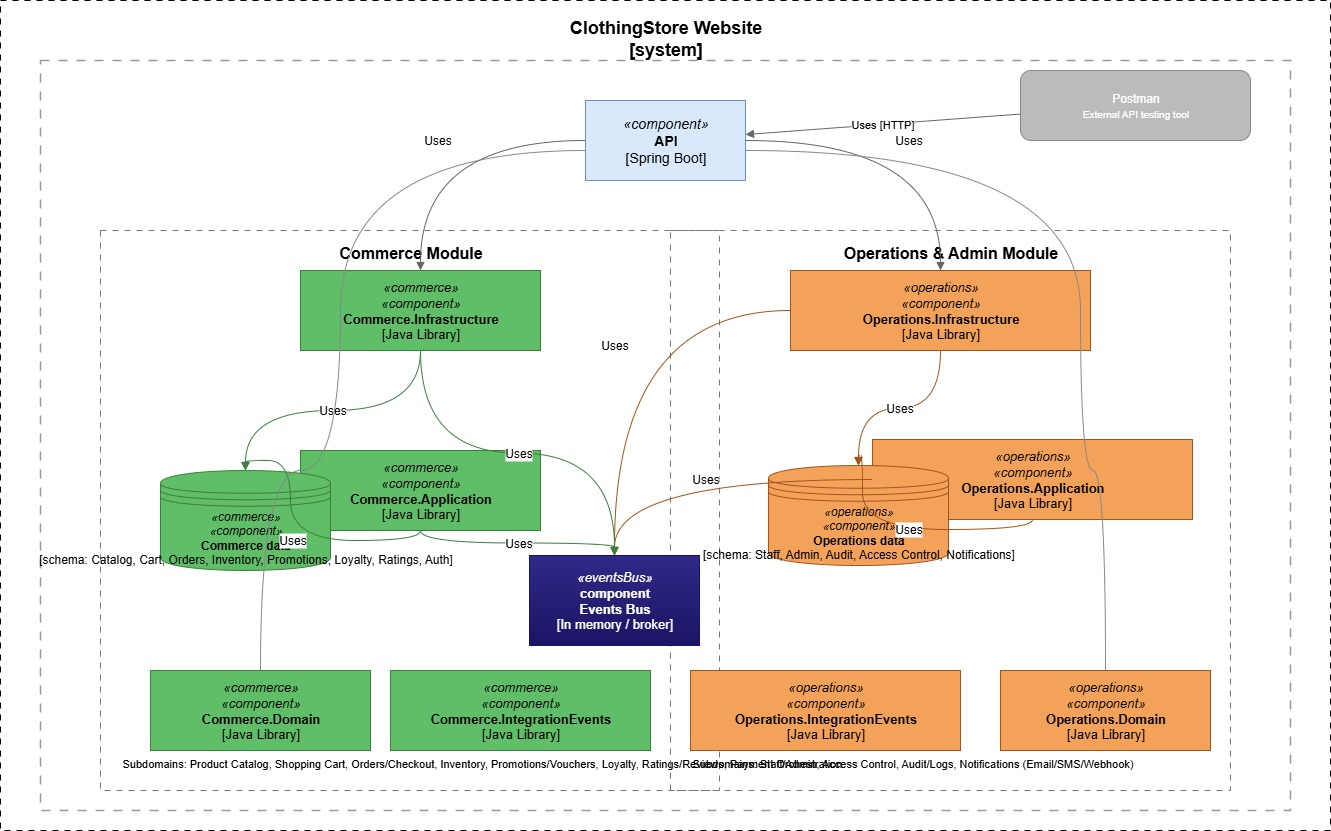 ClothingStore Website
[system]
Postman
External API testing tool
«component»
API
[Spring Boot]
Uses [HTTP]
Uses
Uses
Commerce Module
Operations & Admin Module
«commerce»
«component»
Commerce.Infrastructure
[Java Library]
«operations»
«component»
Operations.Infrastructure
[Java Library]
Uses
Uses
Uses
Uses
«commerce»
«component»
Commerce.Application
[Java Library]
«operations»
«component»
Operations.Application
[Java Library]
Uses
«commerce»
«component»
Commerce data
[schema: Catalog, Cart, Orders, Inventory, Promotions, Loyalty, Ratings, Auth]
Uses
Uses
«operations»
«component»
Operations data
[schema: Staff, Admin, Audit, Access Control, Notifications]
Uses
«eventsBus»
component
Events Bus
[In memory / broker]
«commerce»
«component»
Commerce.Domain
[Java Library]
«commerce»
«component»
Commerce.IntegrationEvents
[Java Library]
«operations»
«component»
Operations.IntegrationEvents
[Java Library]
«operations»
«component»
Operations.Domain
[Java Library]
Subdomains: Product Catalog, Shopping Cart, Orders/Checkout, Inventory, Promotions/Vouchers, Loyalty, Ratings/Reviews, Payment
Subdomains: Staff/Admin, Access Control, Audit/Logs, Notifications (Email/SMS/Webhook)